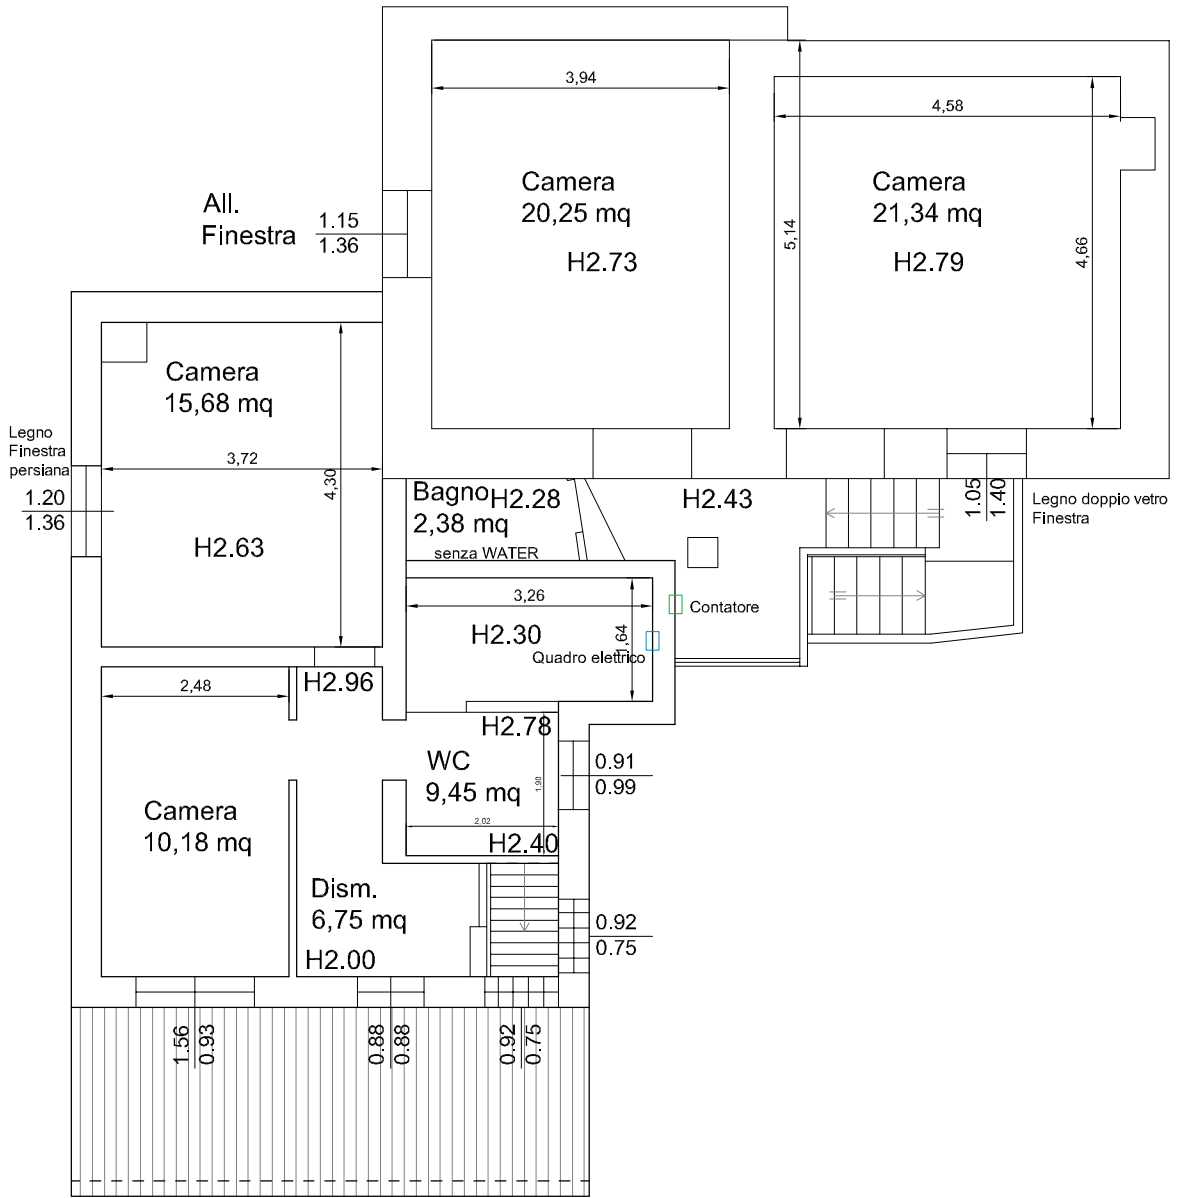 3,94
4,58
Camera
20,25 mq
H2.73
5,14
Camera
21,34 mq
H2.79
4,66
All.
Finestra
1.15
1.36
Camera
15,68 mq
3,72
4,30
H2.63
Legno
Finestra
persiana
1.20
1.36
Bagno
2,38 mq
H2.28
senza WATER
H2.43
1.05
1.40
Legno doppio vetro
Finestra
3,26
H2.30
1,64
Quadro elettrico
Contatore
2,48
H2.96
H2.78
WC
9,45 mq
1,90
2,02
H2.40
0.91
0.99
Camera
10,18 mq
Dism.
6,75 mq
H2.00
0.92
0.75
1.56
0.93
0.88
0.88
0.92
0.75